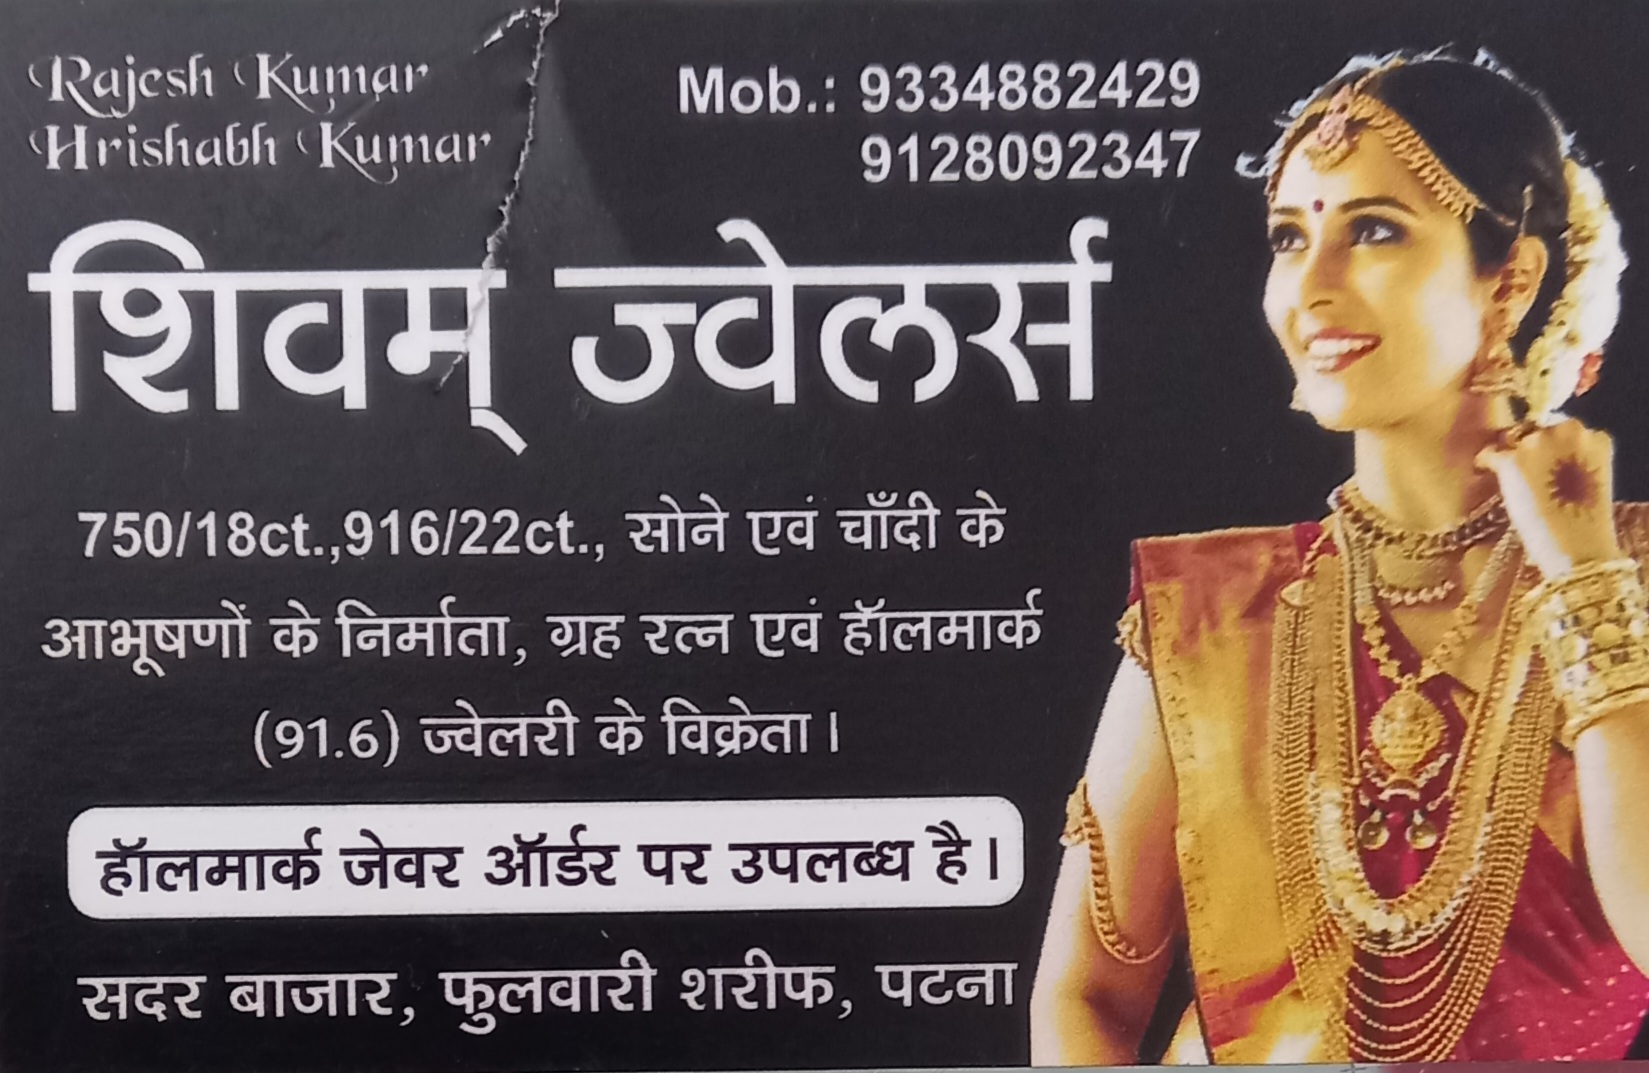 Rajesh Kumar
Hrishabh Kumar
Mob.: 9334882429
9128092347
शिवम् ज्वेलर्स
750/18ct.,916/22ct., सोने एवं चाँदी के
आभूषणों के निर्माता, ग्रह रत्न एवं हॉलमार्क
(91.6) ज्वेलरी के विक्रेता।
हॉलमार्क जेवर ऑर्डर पर उपलब्ध है।
सदर बाजार, फुलवारी शरीफ, पटना